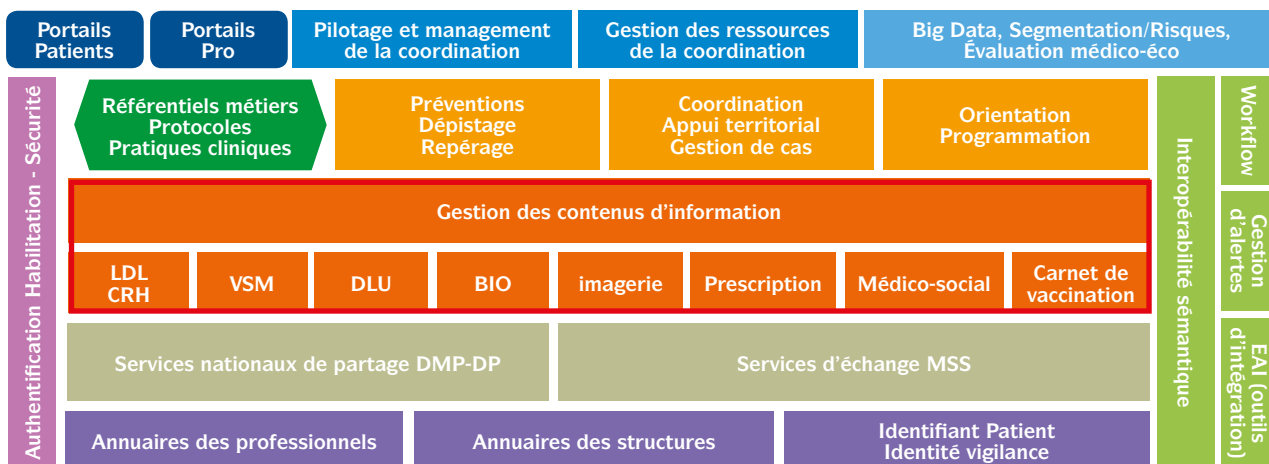 Portails
Patients
Portails
Pro
Pilotage et management
de la coordination
Gestion des ressources
de la coordination
Big Data, Segmentation/Risques,
Évaluation médico-éco
Authentification Habilitation - Sécurité
Référentiels métiers
Protocoles
Pratiques cliniques
Préventions
Dépistage
Repérage
Coordination
Appui territorial
Gestion de cas
Orientation
Programmation
Gestion des contenus d'information
LDL
CRH
VSM
DLU
BIO
imagerie
Prescription
Médico-social
Carnet de
vaccination
Services nationaux de partage DMP-DP
Services d'échange MSS
Annuaires des professionnels
Annuaires des structures
Identifiant Patient
Identité vigilance
Interopérabilité sémantique
Workflow
Gestion
d'alertes
EAI (outils
d'intégration)